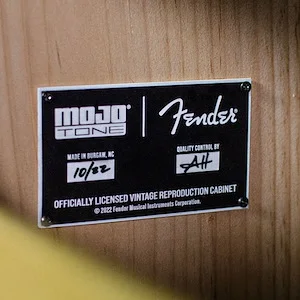 MOJO® TONE | Fender®
MADE IN BURGAW, NC QUALITY CONTROL BY
10/22 AH
OFFICIALLY LICENSED VINTAGE REPRODUCTION CABINET
© 2022 Fender Musical Instruments Corporation.